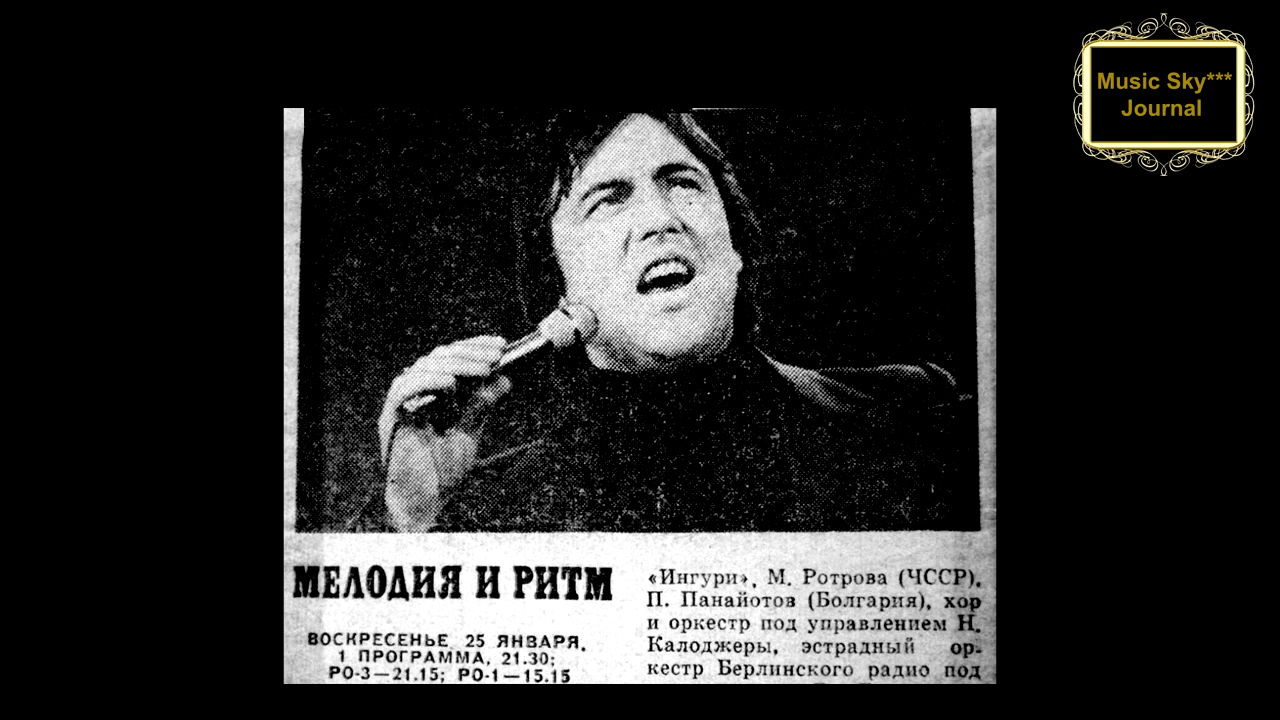 Music Sky***
Journal
МЕЛОДИЯ И РИТМ
ВОСКРЕСЕНЬЕ, 25 ЯНВАРЯ.
1 ПРОГРАММА, 21.30;
РО-3—21.15; РО-1—15.15
«Ингури», М. Ротрова (ЧССР),
П. Панайотов (Болгария), хор
и оркестр под управлением Н.
Калоджеры, эстрадный ор-
кестр Берлинского радио под